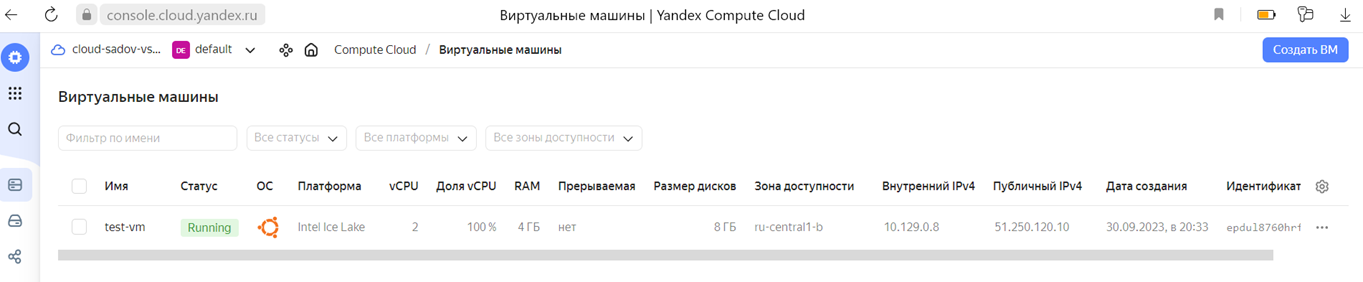 console.cloud.yandex.ru Виртуальные машины | Yandex Compute Cloud
cloud-sadov-vs... DE default Compute Cloud / Виртуальные машины Создать ВМ
Виртуальные машины
Фильтр по имени Все статусы Все платформы Все зоны доступности
Имя Статус ОС Платформа vCPU Доля vCPU RAM Прерываемая Размер дисков Зона доступности Внутренний IPv4 Публичный IPv4 Дата создания Идентификат
test-vm Running Intel Ice Lake 2 100 % 4 ГБ нет 8 ГБ ru-central1-b 10.129.0.8 51.250.120.10 30.09.2023, в 20:33 epdul8760hrf